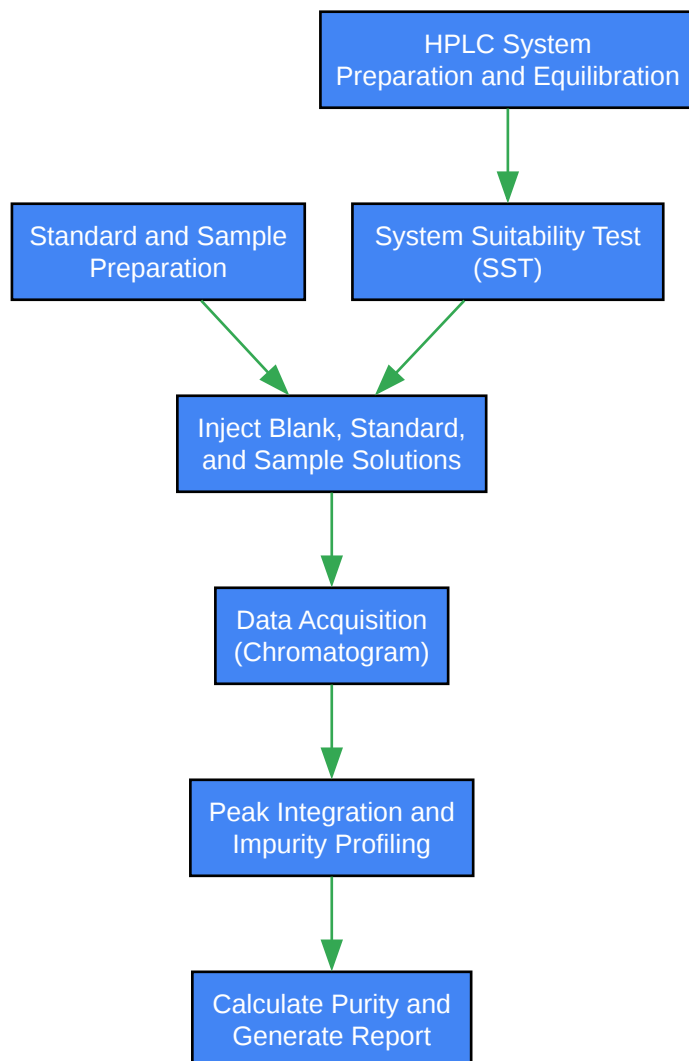 HPLC System
Preparation and Equilibration
Standard and Sample
Preparation
System Suitability Test
(SST)
Inject Blank, Standard,
and Sample Solutions
Data Acquisition
(Chromatogram)
Peak Integration and
Impurity Profiling
Calculate Purity and
Generate Report